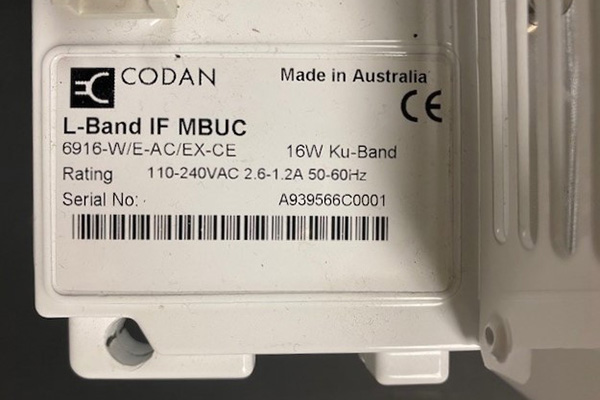 CODAN
Made in Australia
CE
L-Band IF MBUC
6916-W/E-AC/EX-CE 16W Ku-Band
Rating 110-240VAC 2.6-1.2A 50-60Hz
Serial No: A939566C0001